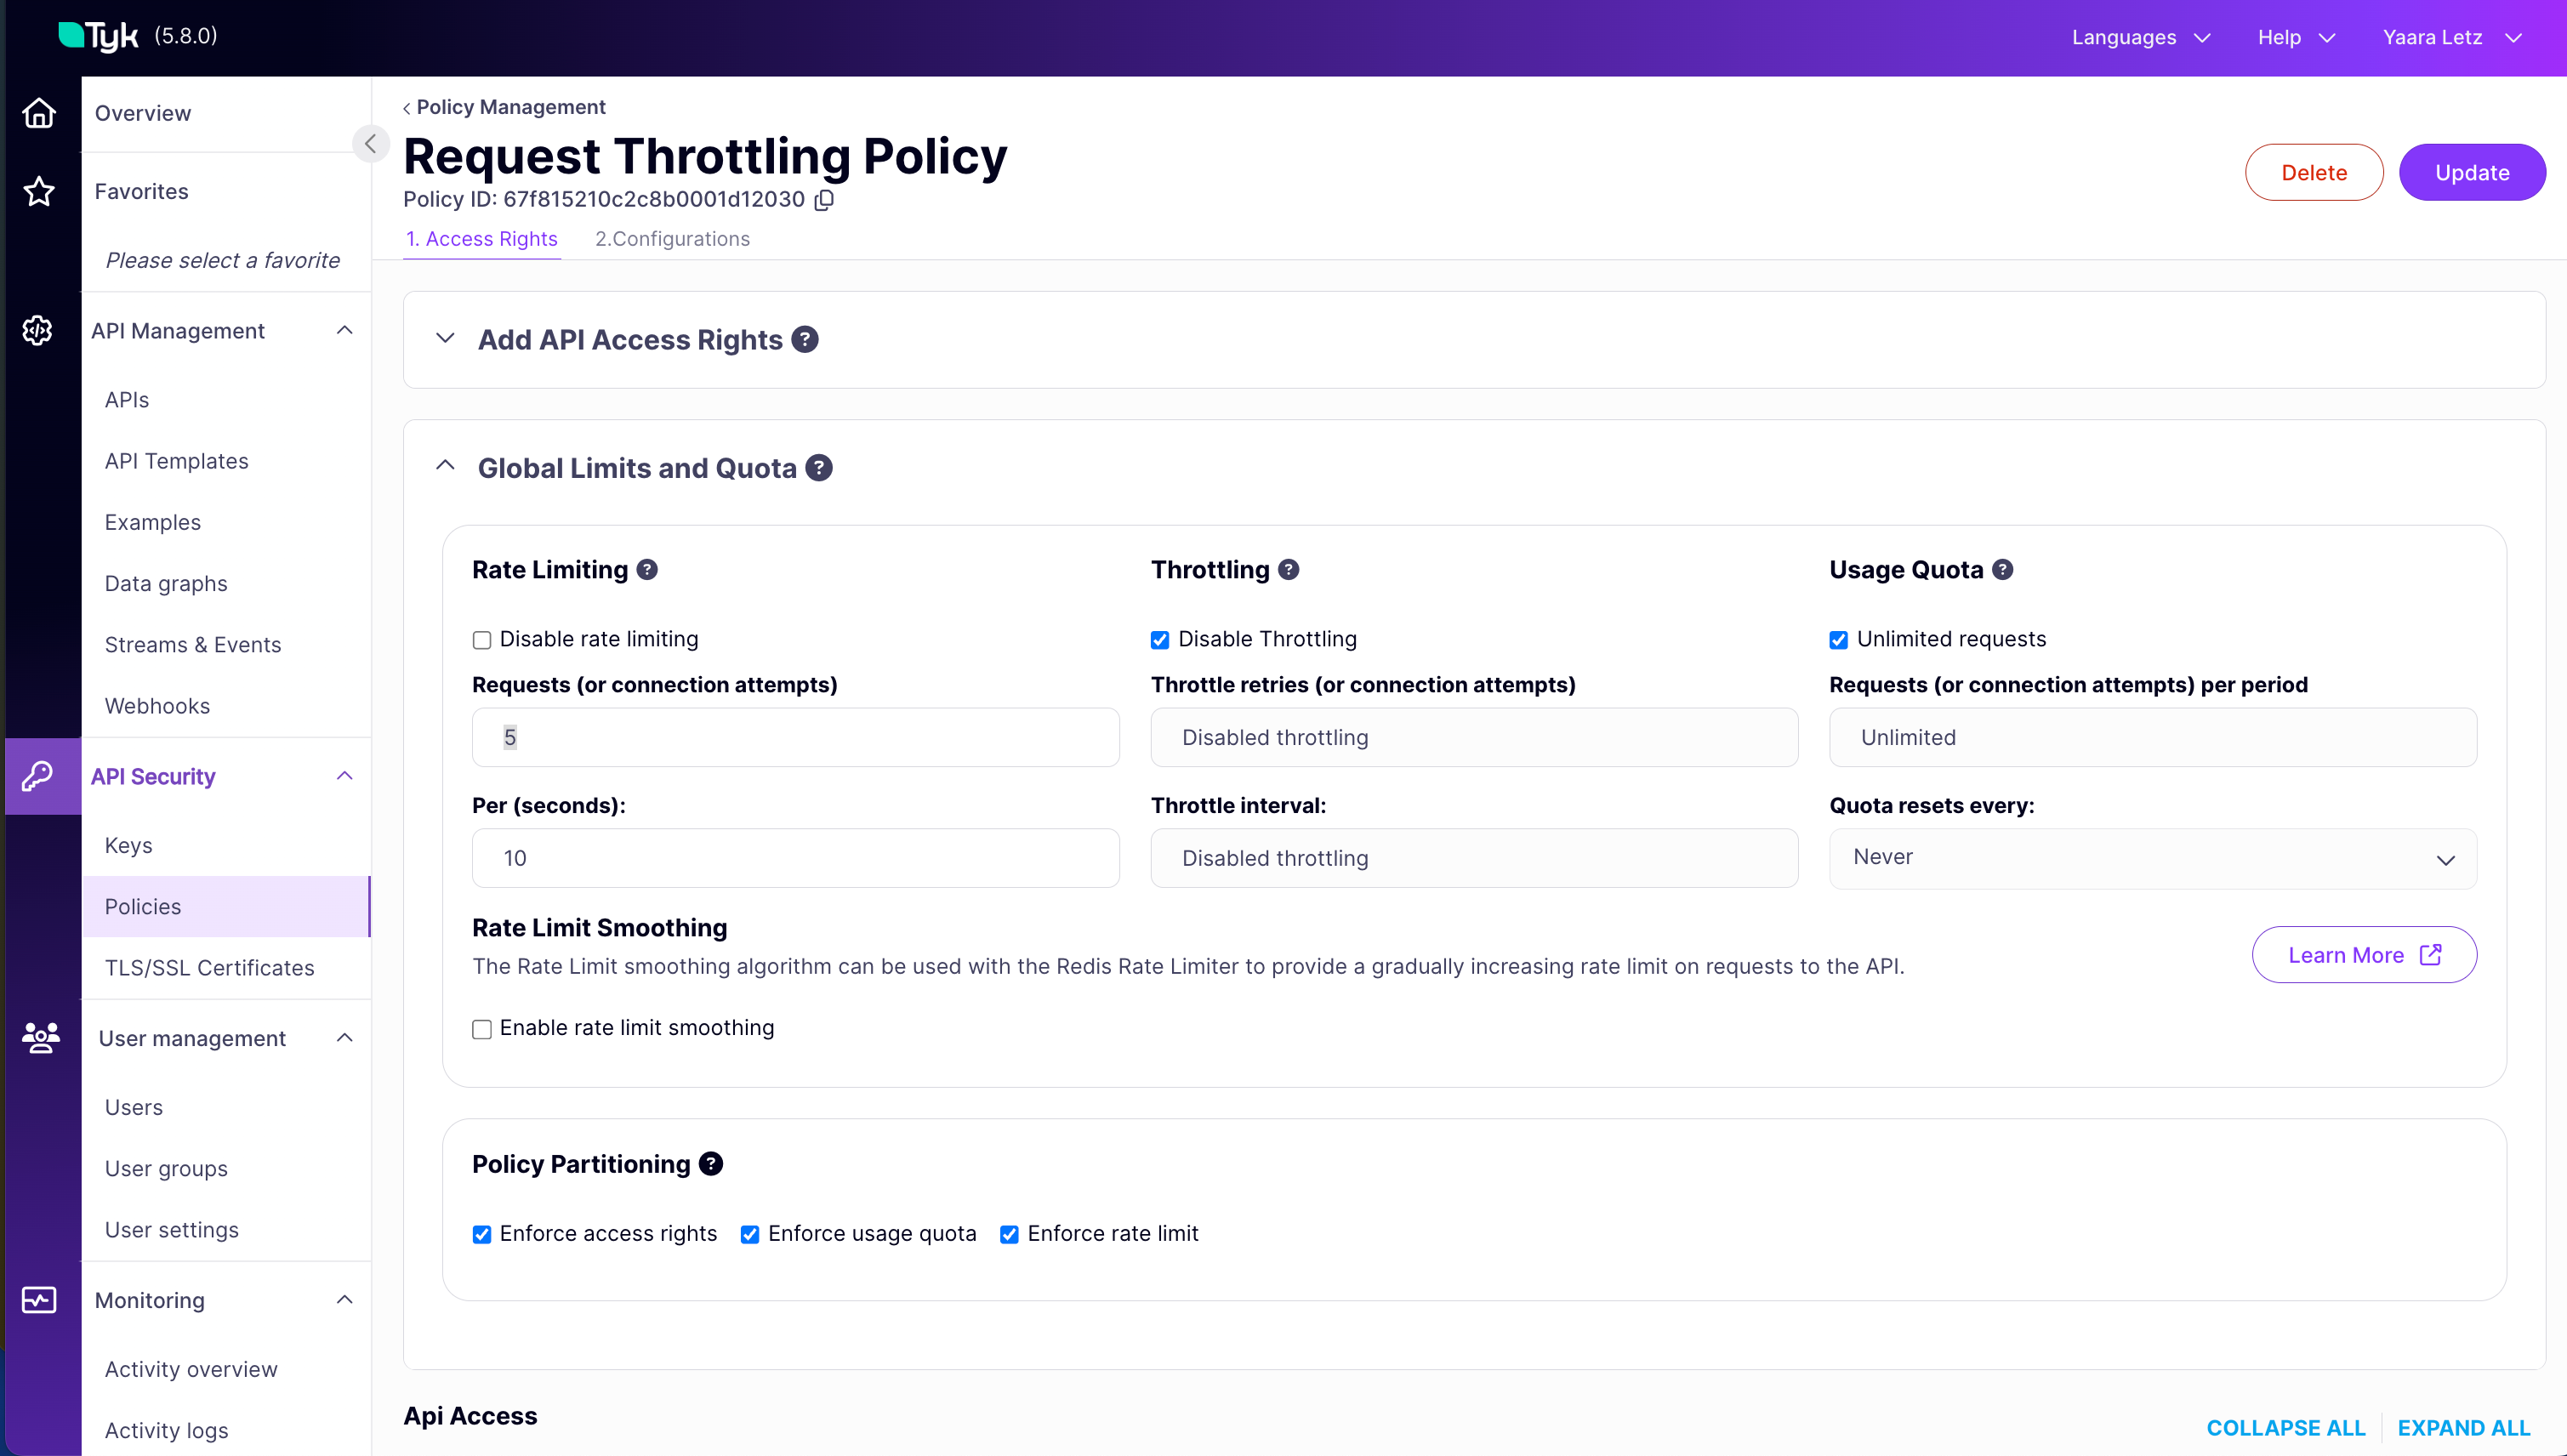 Tyk (5.8.0)
Languages
Help
Yaara Letz
Overview
Favorites
Please select a favorite
API Management
APIs
API Templates
Examples
Data graphs
Streams & Events
Webhooks
API Security
Keys
Policies
TLS/SSL Certificates
User management
Users
User groups
User settings
Monitoring
Activity overview
Activity logs
Policy Management
Request Throttling Policy
Policy ID: 67f815210c2c8b0001d12030
Delete
Update
1. Access Rights
2.Configurations
Add API Access Rights ?
Global Limits and Quota ?
Rate Limiting ?
Disable rate limiting
Requests (or connection attempts)
5
Per (seconds):
10
Throttling ?
Disable Throttling
Throttle retries (or connection attempts)
Disabled throttling
Throttle interval:
Disabled throttling
Usage Quota ?
Unlimited requests
Requests (or connection attempts) per period
Unlimited
Quota resets every:
Never
Rate Limit Smoothing
The Rate Limit smoothing algorithm can be used with the Redis Rate Limiter to provide a gradually increasing rate limit on requests to the API.
Learn More
Enable rate limit smoothing
Policy Partitioning ?
Enforce access rights
Enforce usage quota
Enforce rate limit
Api Access
COLLAPSE ALL
EXPAND ALL